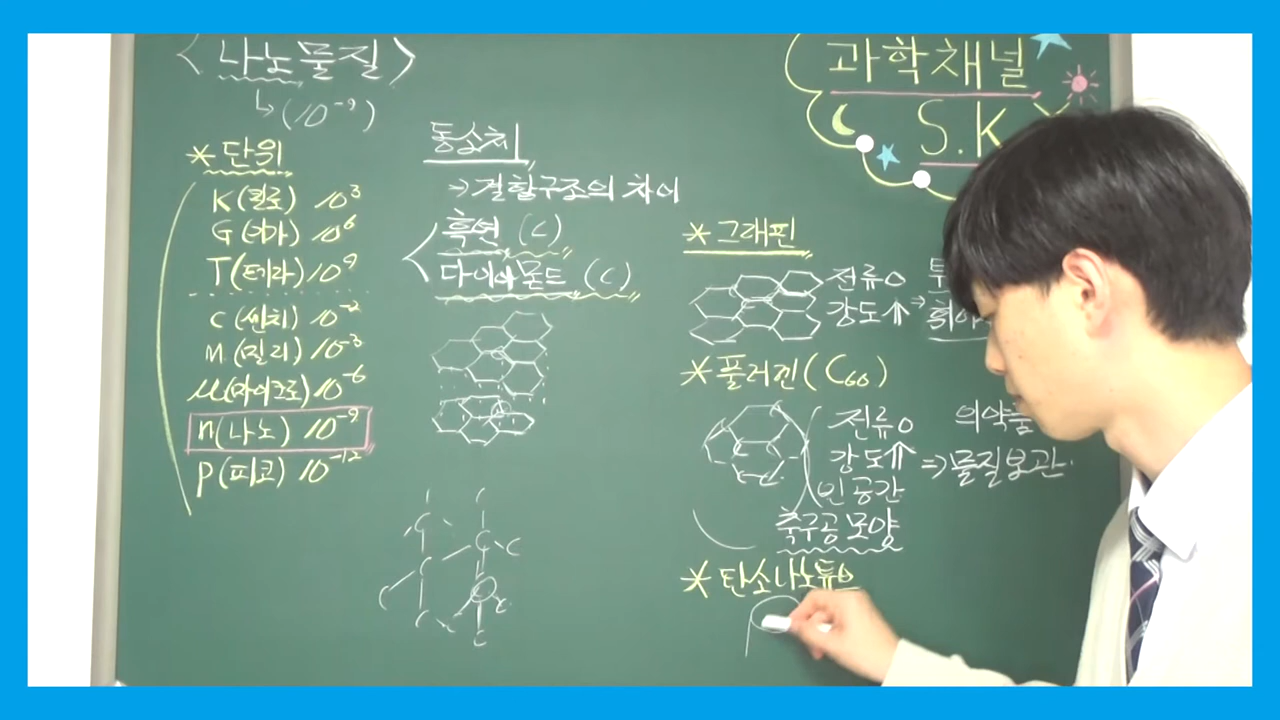 <나노물질>
↳(10⁻⁹)
*단위
K(킬로) 10³
G(기가) 10⁶
T(테라) 10⁹
C(센치) 10⁻²
M(밀리) 10⁻³
μ(마이크로) 10⁻⁶
n(나노) 10⁻⁹
P(피코) 10⁻¹²
동소체
→결합구조의 차이
흑연 (C)
다이아몬드 (C)
C
C C
C
C
C C
C
과학채널
S.K
*그래핀
전류O
강도⇑ ⇒
*풀러렌(C₆₀)
전류O 의약품
강도⇑ ⇒물질보관
빈공간
축구공모양
*탄소나노튜브